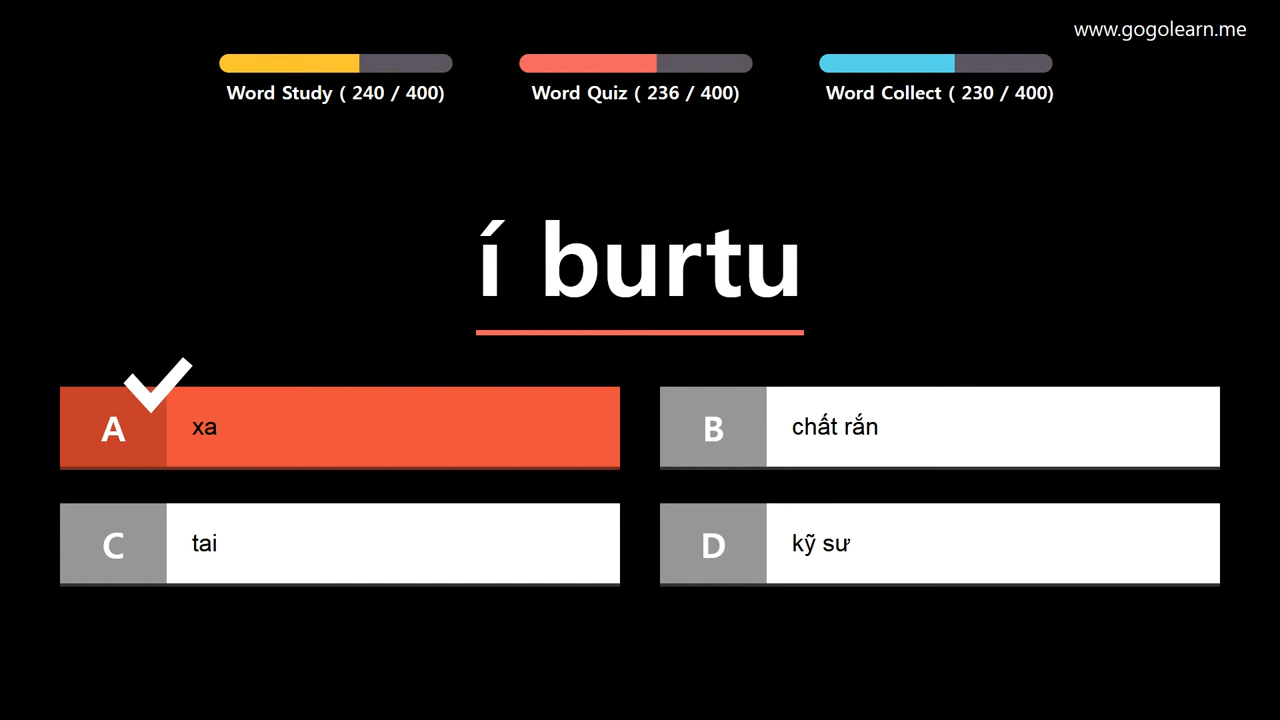 www.gogolearn.me
Word Study ( 240 / 400)
Word Quiz ( 236 / 400)
Word Collect ( 230 / 400)
í burtu
A xa
B chất rắn
C tai
D kỹ sư